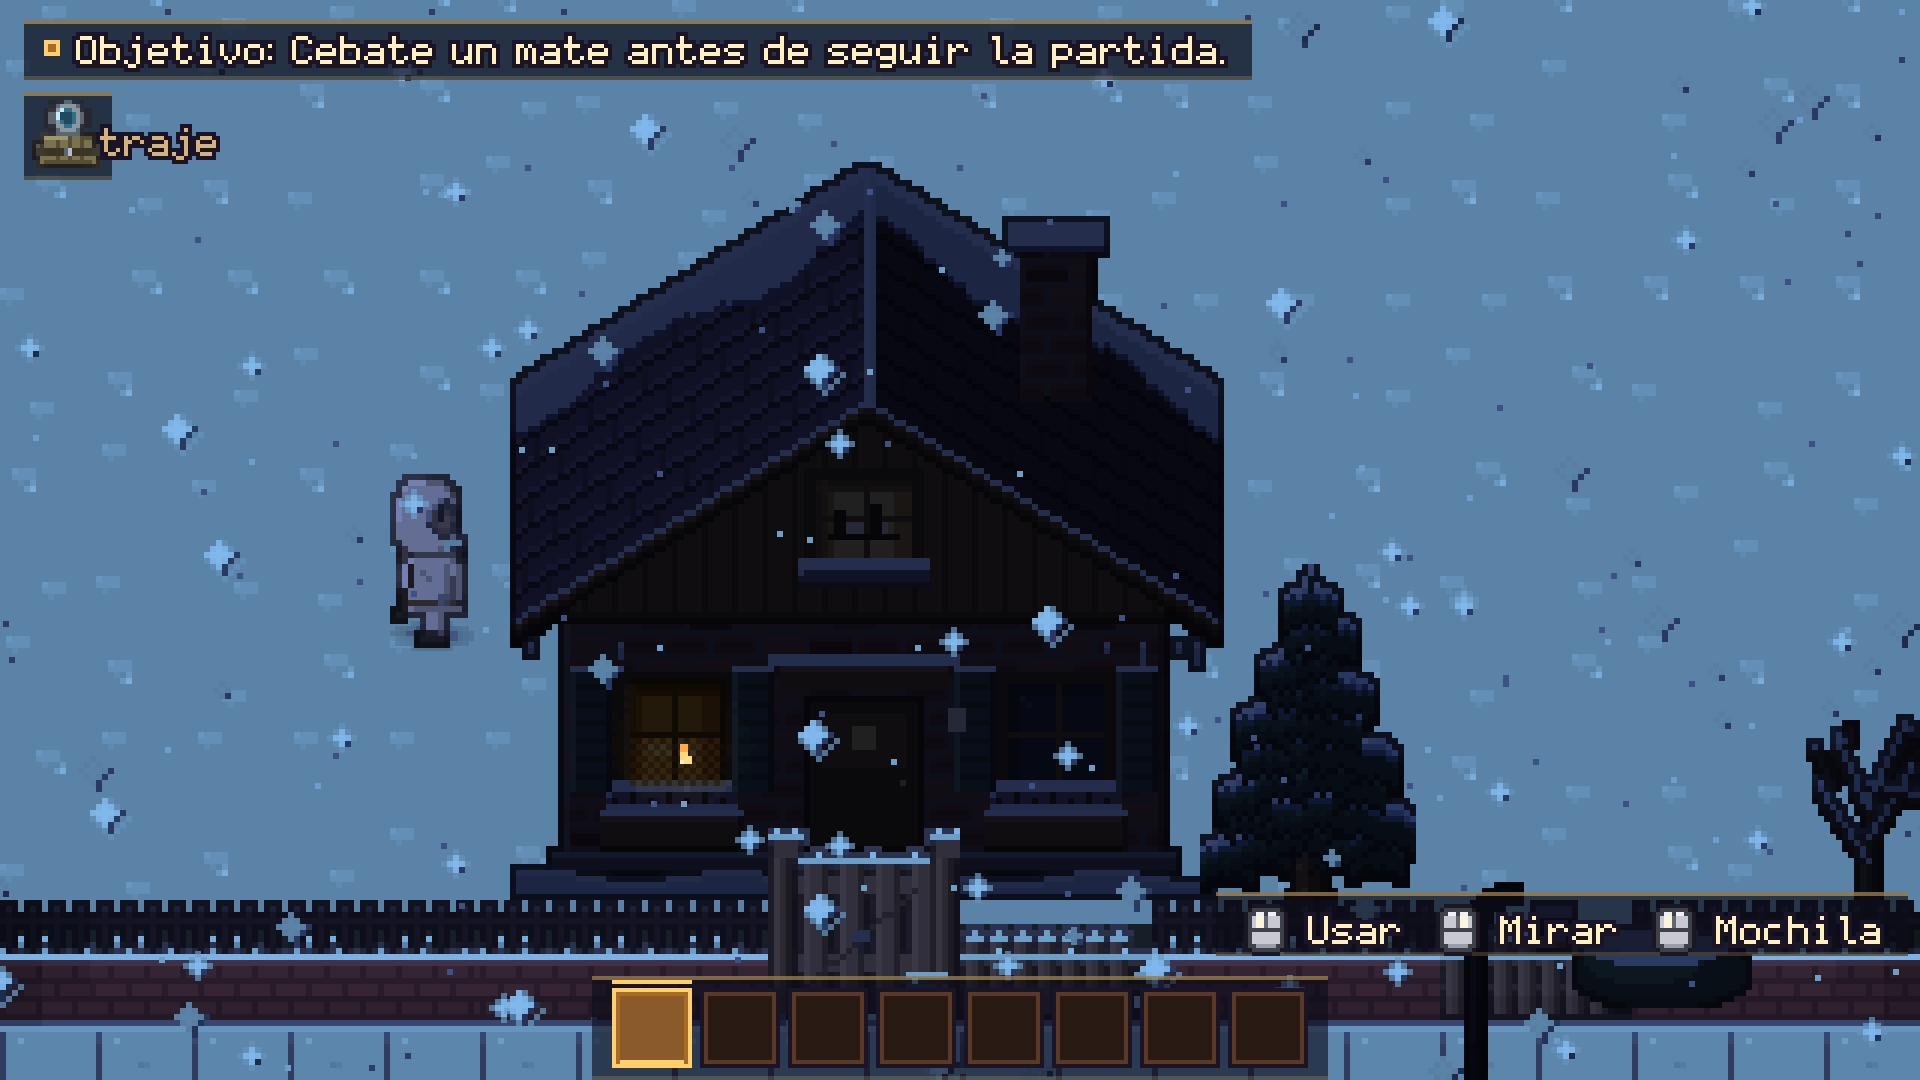 Objetivo: Cebate un mate antes de seguir la partida.
traje
Usar Mirar Mochila